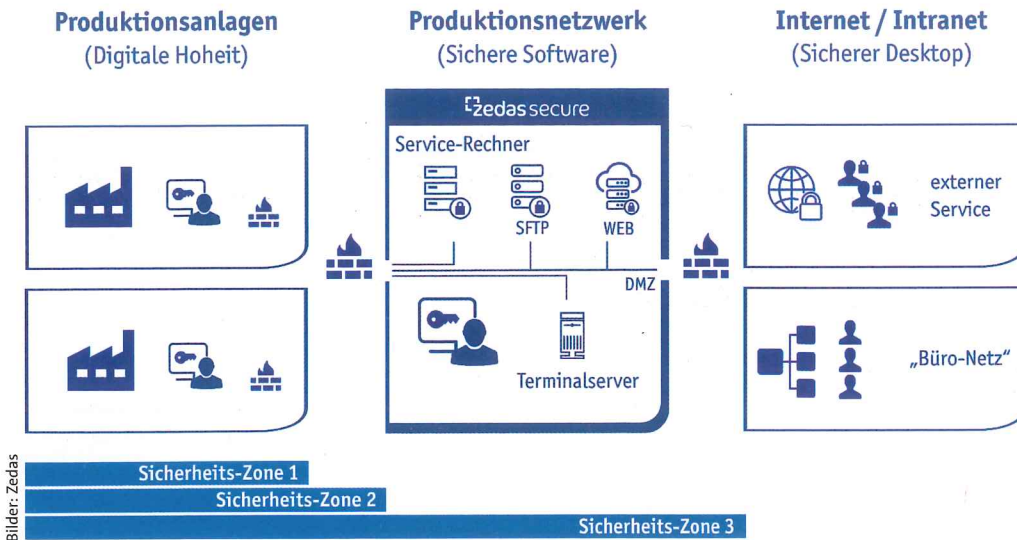 Produktionsanlagen
(Digitale Hoheit)
Produktionsnetzwerk
(Sichere Software)
Internet / Intranet
(Sicherer Desktop)
zedas secure
Service-Rechner
SFTP
WEB
DMZ
Terminalserver
externer
Service
„Büro-Netz“
Sicherheits-Zone 1
Sicherheits-Zone 2
Sicherheits-Zone 3
Bilder: Zedas